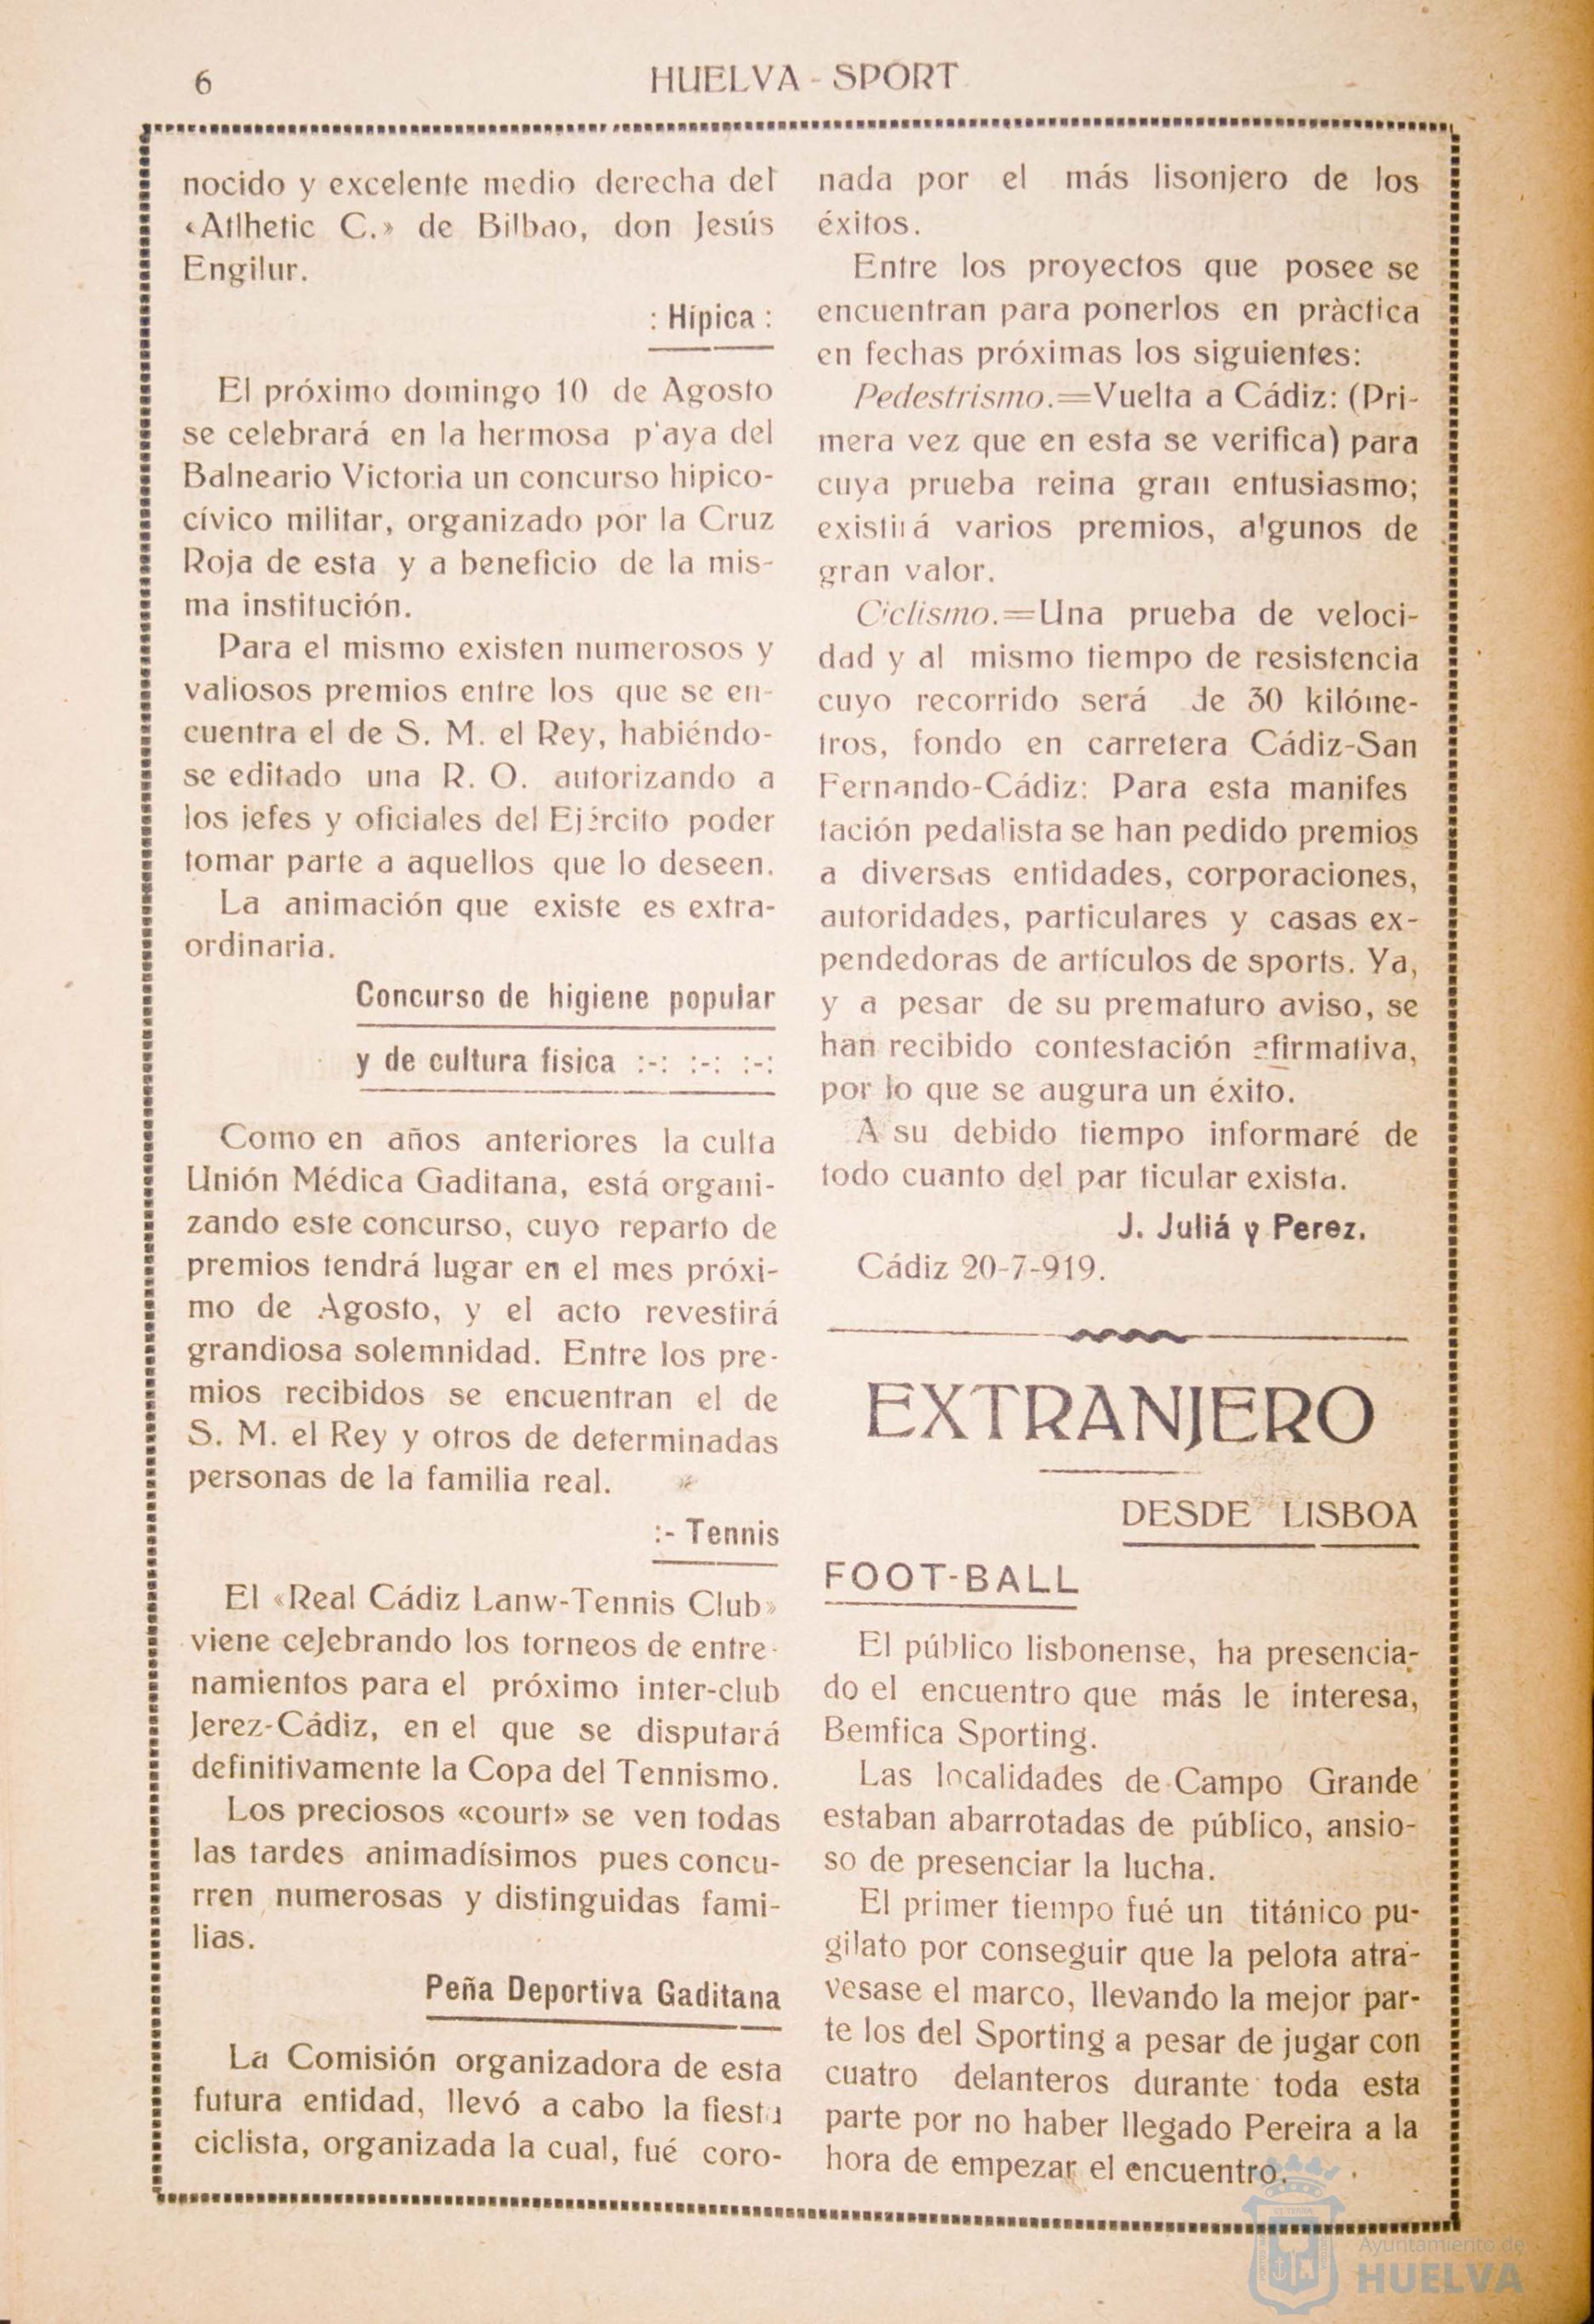 6
HUELVA - SPORT
nocido y excelente medio derecha del
«Atlhetic C.» de Bilbao, don Jesús
Engilur.
: Hípica :
El próximo domingo 10 de Agosto
se celebrará en la hermosa p'aya del
Balneario Victoria un concurso hipico-
cívico militar, organizado por la Cruz
Roja de esta y a beneficio de la mis-
ma institución.
Para el mismo existen numerosos y
valiosos premios entre los que se en-
cuentra el de S. M. el Rey, habiéndo-
se editado una R. O. autorizando a
los jefes y oficiales del Ejército poder
tomar parte a aquellos que lo deseen.
La animación que existe es extra-
ordinaria.
Concurso de higiene popular
y de cultura fisica :-: :-: :-:
Como en años anteriores la culta
Unión Médica Gaditana, está organi-
zando este concurso, cuyo reparto de
premios tendrá lugar en el mes próxi-
mo de Agosto, y el acto revestirá
grandiosa solemnidad. Entre los pre-
mios recibidos se encuentran el de
S. M. el Rey y otros de determinadas
personas de la familia real.
:- Tennis
El «Real Cádiz Lanw-Tennis Club»
viene celebrando los torneos de entre-
namientos para el próximo inter-club
Jerez-Cádiz, en el que se disputará
definitivamente la Copa del Tennismo.
Los preciosos «court» se ven todas
las tardes animadísimos pues concu-
rren numerosas y distinguidas fami-
lias.
Peña Deportiva Gaditana
La Comisión organizadora de esta
futura entidad, llevó a cabo la fiesta
ciclista, organizada la cual, fué coro-
nada por el más lisonjero de los
éxitos.
Entre los proyectos que posee se
encuentran para ponerlos en pràctica
en fechas próximas los siguientes:
Pedestrismo.=Vuelta a Cádiz: (Pri-
mera vez que en esta se verifica) para
cuya prueba reina gran entusiasmo;
existirá varios premios, algunos de
gran valor.
Ciclismo.=Una prueba de veloci-
dad y al mismo tiempo de resistencia
cuyo recorrido será de 30 kilóme-
tros, fondo en carretera Cádiz-San
Fernando-Cádiz: Para esta manifes
tación pedalista se han pedido premios
a diversas entidades, corporaciones,
autoridades, particulares y casas ex-
pendedoras de artículos de sports. Ya,
y a pesar de su prematuro aviso, se
han recibido contestación afirmativa,
por lo que se augura un éxito.
A su debido tiempo informaré de
todo cuanto del par ticular exista.
J. Juliá y Perez.
Cádiz 20-7-919.
EXTRANJERO
DESDE LISBOA
FOOT-BALL
El público lisbonense, ha presencia-
do el encuentro que más le interesa,
Bemfica Sporting.
Las localidades de Campo Grande
estaban abarrotadas de público, ansio-
so de presenciar la lucha.
El primer tiempo fué un titánico pu-
gilato por conseguir que la pelota atra-
vesase el marco, llevando la mejor par-
te los del Sporting a pesar de jugar con
cuatro delanteros durante toda esta
parte por no haber llegado Pereira a la
hora de empezar el encuentro.
Ayuntamiento de
HUELVA